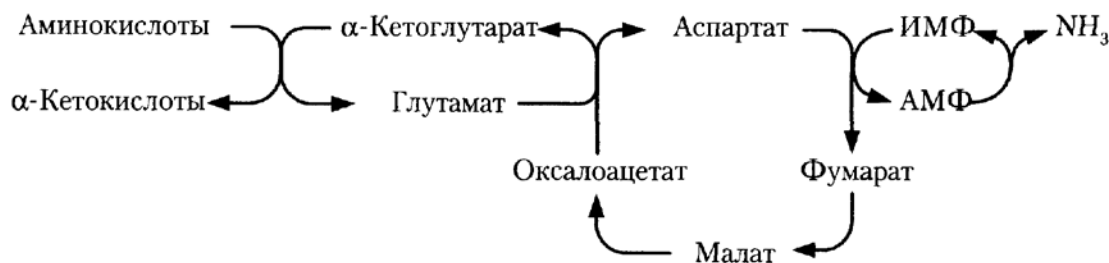 Аминокислоты α-Кетоглутарат Аспартат ИМФ NH₃
α-Кетокислоты Глутамат АМФ
Оксалоацетат Фумарат
Малат